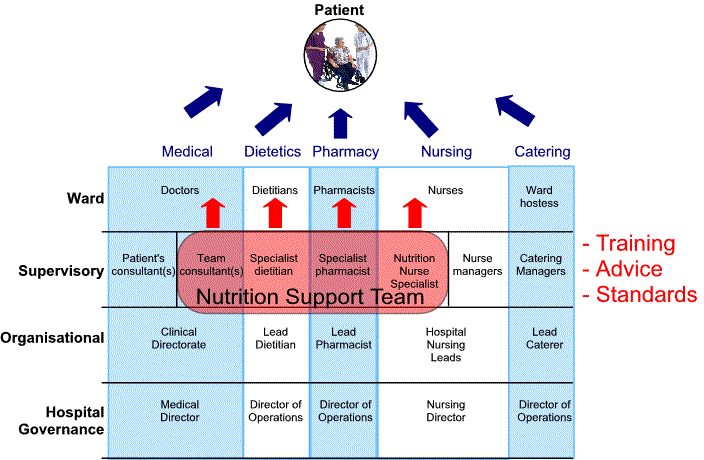 Patient
Medical Dietetics Pharmacy Nursing Catering
Ward
Doctors
Dietitians
Pharmacists
Nurses
Ward
hostess
Supervisory
Patient's
consultant(s)
Team
consultant(s)
Specialist
dietitian
Specialist
pharmacist
Nutrition
Nurse
Specialist
Nurse
managers
Catering
Managers
Nutrition Support Team
- Training
- Advice
- Standards
Organisational
Clinical
Directorate
Lead
Dietitian
Lead
Pharmacist
Hospital
Nursing
Leads
Lead
Caterer
Hospital
Governance
Medical
Director
Director of
Operations
Director of
Operations
Nursing
Director
Director of
Operations